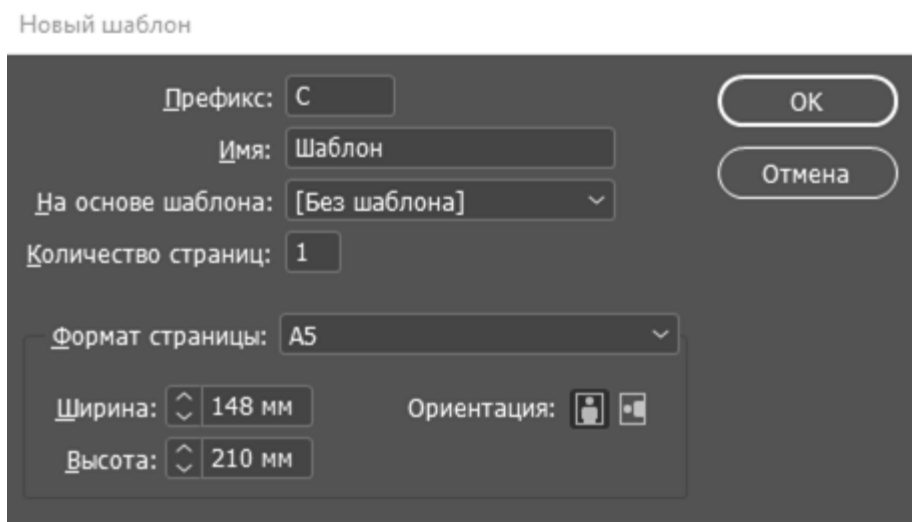 Новый шаблон
Префикс: C
OK
Имя: Шаблон
Отмена
На основе шаблона: [Без шаблона]
Количество страниц: 1
Формат страницы: A5
Ширина: 148 мм Ориентация:
Высота: 210 мм